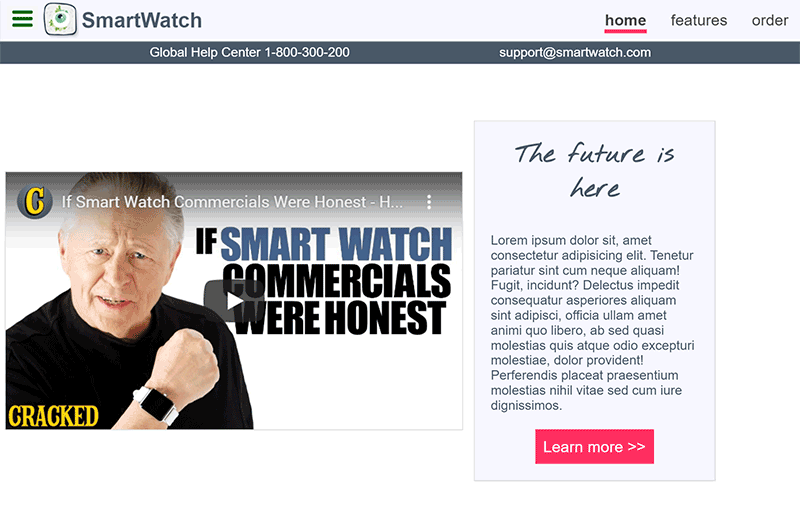 SmartWatch
home features order
Global Help Center 1-800-300-200 support@smartwatch.com
C If Smart Watch Commercials Were Honest - H...
IF SMART WATCH
COMMERCIALS
WERE HONEST
CRACKED
The future is
here
Lorem ipsum dolor sit, amet
consectetur adipisicing elit. Tenetur
pariatur sint cum neque aliquam!
Fugit, incidunt? Delectus impedit
consequatur asperiores aliquam
sint adipisci, officia ullam amet
animi quo libero, ab sed quasi
molestias quis atque odio excepturi
molestiae, dolor provident!
Perferendis placeat praesentium
molestias nihil vitae sed cum iure
dignissimos.
Learn more >>